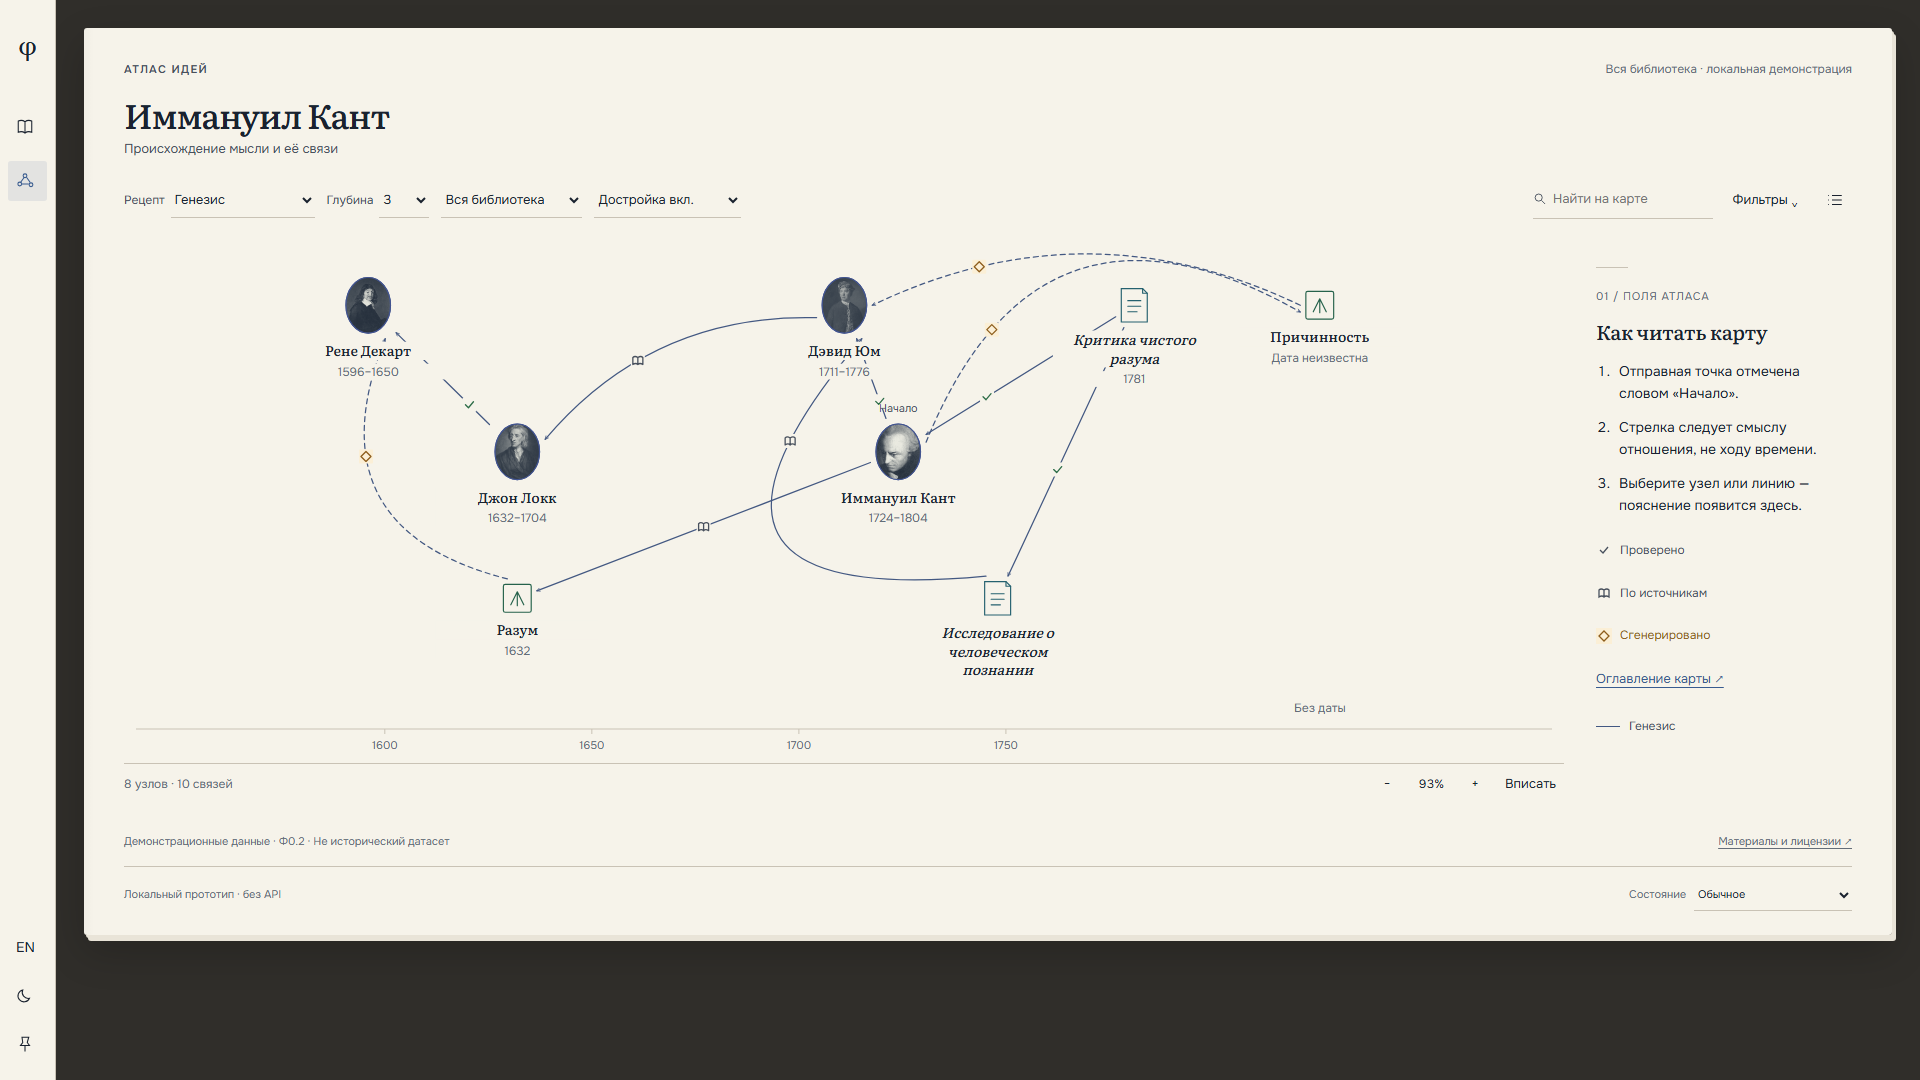 φ
АТЛАС ИДЕЙ
Вся библиотека · локальная демонстрация
Иммануил Кант
Происхождение мысли и её связи
Рецепт Генезис Глубина 3 Вся библиотека Достройка вкл.
Найти на карте Фильтры
Рене Декарт
1596–1650
Дэвид Юм
1711–1776
Критика чистого
разума
1781
Причинность
Дата неизвестна
Начало
Джон Локк
1632–1704
Иммануил Кант
1724–1804
Разум
1632
Исследование о
человеческом
познании
Без даты
1600 1650 1700 1750
8 узлов · 10 связей
− 93% + Вписать
01 / ПОЛЯ АТЛАСА
Как читать карту
1. Отправная точка отмечена
словом «Начало».
2. Стрелка следует смыслу
отношения, не ходу времени.
3. Выберите узел или линию —
пояснение появится здесь.
Проверено
По источникам
Сгенерировано
Оглавление карты ↗
Генезис
Демонстрационные данные · Ф0.2 · Не исторический датасет
Материалы и лицензии ↗
Локальный прототип · без API
Состояние Обычное
EN